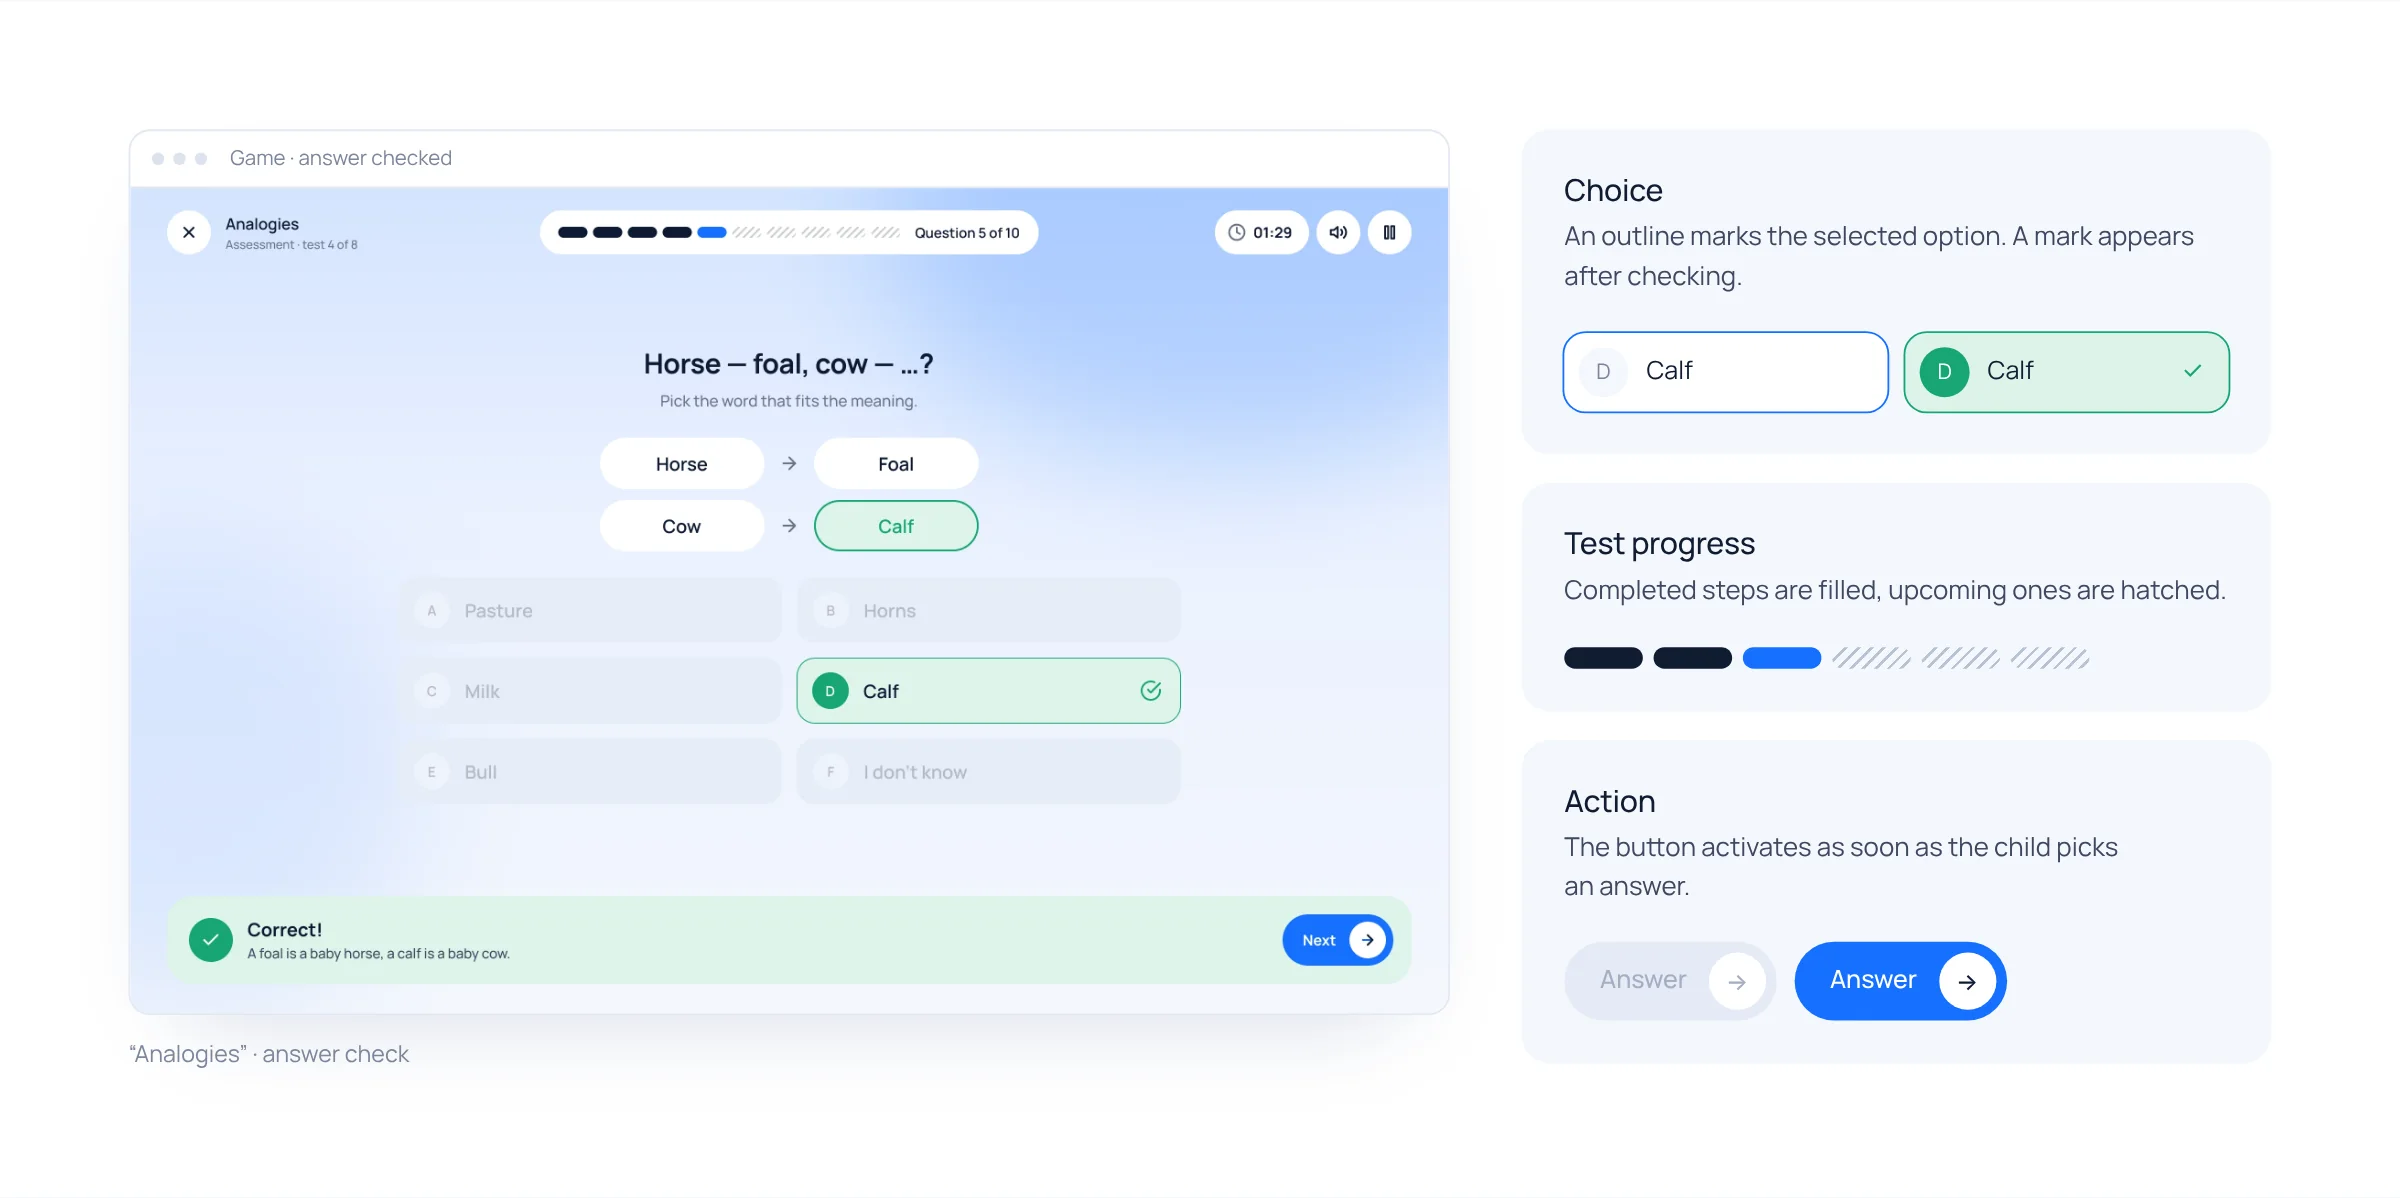 Game · answer checked
Analogies
Assessment · test 4 of 8
Question 5 of 10
01:29
Horse — foal, cow — ...?
Pick the word that fits the meaning.
Horse → Foal
Cow → Calf
A Pasture
B Horns
C Milk
D Calf
E Bull
F I don't know
Correct!
A foal is a baby horse, a calf is a baby cow.
Next
“Analogies” · answer check
Choice
An outline marks the selected option. A mark appears
after checking.
D Calf
D Calf
Test progress
Completed steps are filled, upcoming ones are hatched.
Action
The button activates as soon as the child picks
an answer.
Answer
Answer